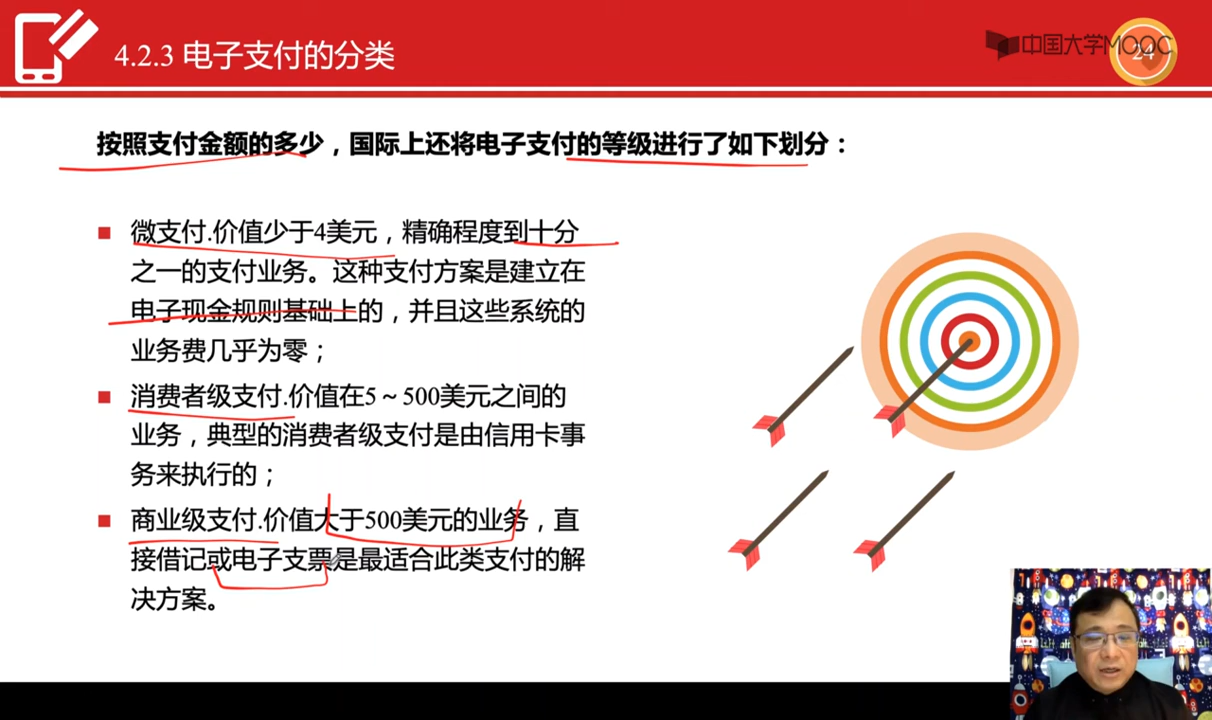 4.2.3 电子支付的分类
中国大学MOOC
24
按照支付金额的多少，国际上还将电子支付的等级进行了如下划分：
微支付.价值少于4美元，精确程度到十分
之一的支付业务。这种支付方案是建立在
电子现金规则基础上的，并且这些系统的
业务费几乎为零；
消费者级支付.价值在5～500美元之间的
业务，典型的消费者级支付是由信用卡事
务来执行的；
商业级支付.价值大于500美元的业务，直
接借记或电子支票是最适合此类支付的解
决方案。